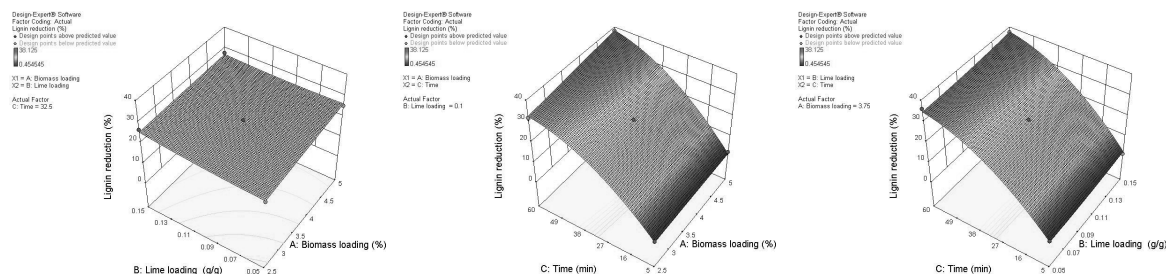 Design-Expert® Software
Factor Coding: Actual
Lignin reduction (%)
Design points above predicted value
Design points below predicted value
38.125
0.454545
X1 = A: Biomass loading
X2 = B: Lime loading
Actual Factor
C: Time = 32.5
Lignin reduction (%)
40
30
20
10
0
0.15
0.13
0.11
0.09
0.07
0.05
B: Lime loading (g/g)
2.5
3
3.5
4
4.5
5
A: Biomass loading (%)
Design-Expert® Software
Factor Coding: Actual
Lignin reduction (%)
Design points above predicted value
Design points below predicted value
38.125
0.454545
X1 = A: Biomass loading
X2 = C: Time
Actual Factor
B: Lime loading = 0.1
Lignin reduction (%)
40
30
20
10
0
60
49
38
27
16
5
C: Time (min)
2.5
3
3.5
4
4.5
5
A: Biomass loading (%)
Design-Expert® Software
Factor Coding: Actual
Lignin reduction (%)
Design points above predicted value
Design points below predicted value
38.125
0.454545
X1 = B: Lime loading
X2 = C: Time
Actual Factor
A: Biomass loading = 3.75
Lignin reduction (%)
40
30
20
10
0
60
49
38
27
16
5
C: Time (min)
0.05
0.07
0.09
0.11
0.13
0.15
B: Lime loading (g/g)